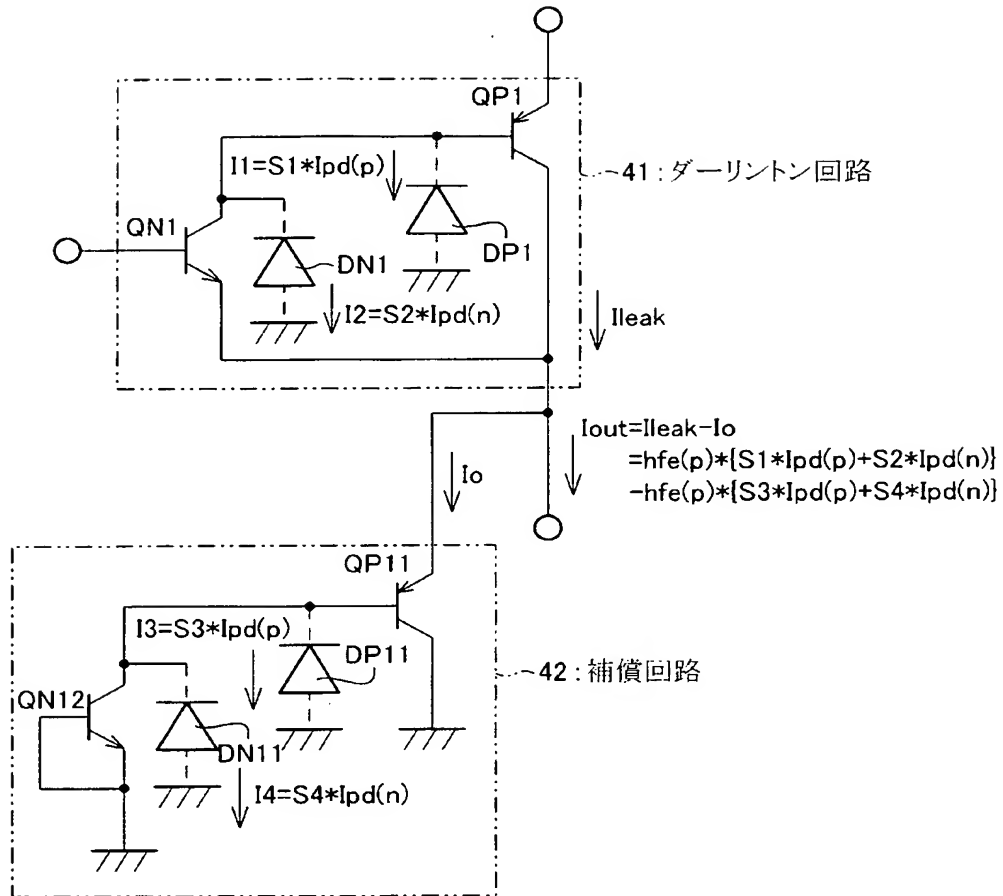 QP1
I1=S1*Ipd(p)
41:ダーリントン回路
QN1
DP1
DN1
I2=S2*Ipd(n)
Ileak
Iout=Ileak-Io
=hfe(p)*{S1*Ipd(p)+S2*Ipd(n)}
-hfe(p)*{S3*Ipd(p)+S4*Ipd(n)}
Io
QP11
I3=S3*Ipd(p)
DP11
42:補償回路
QN12
DN11
I4=S4*Ipd(n)